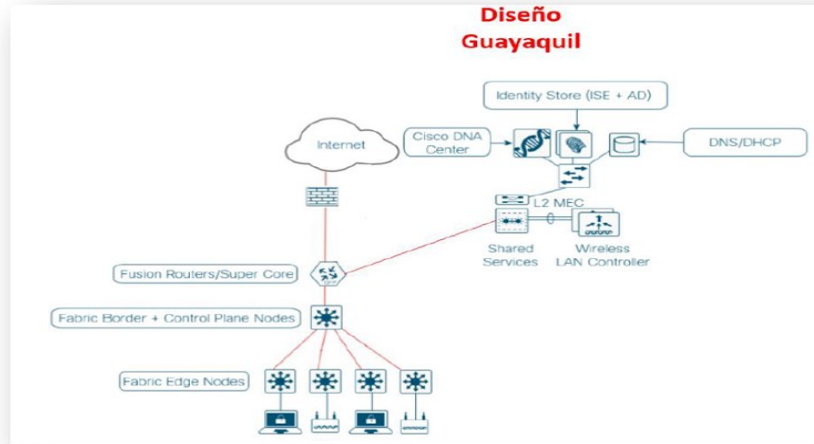 Diseño
Guayaquil
Identity Store (ISE + AD)
Internet
Cisco DNA
Center
DNS/DHCP
L2 MEC
Shared
Services
Wireless
LAN Controller
Fusion Routers/Super Core
Fabric Border + Control Plane Nodes
Fabric Edge Nodes